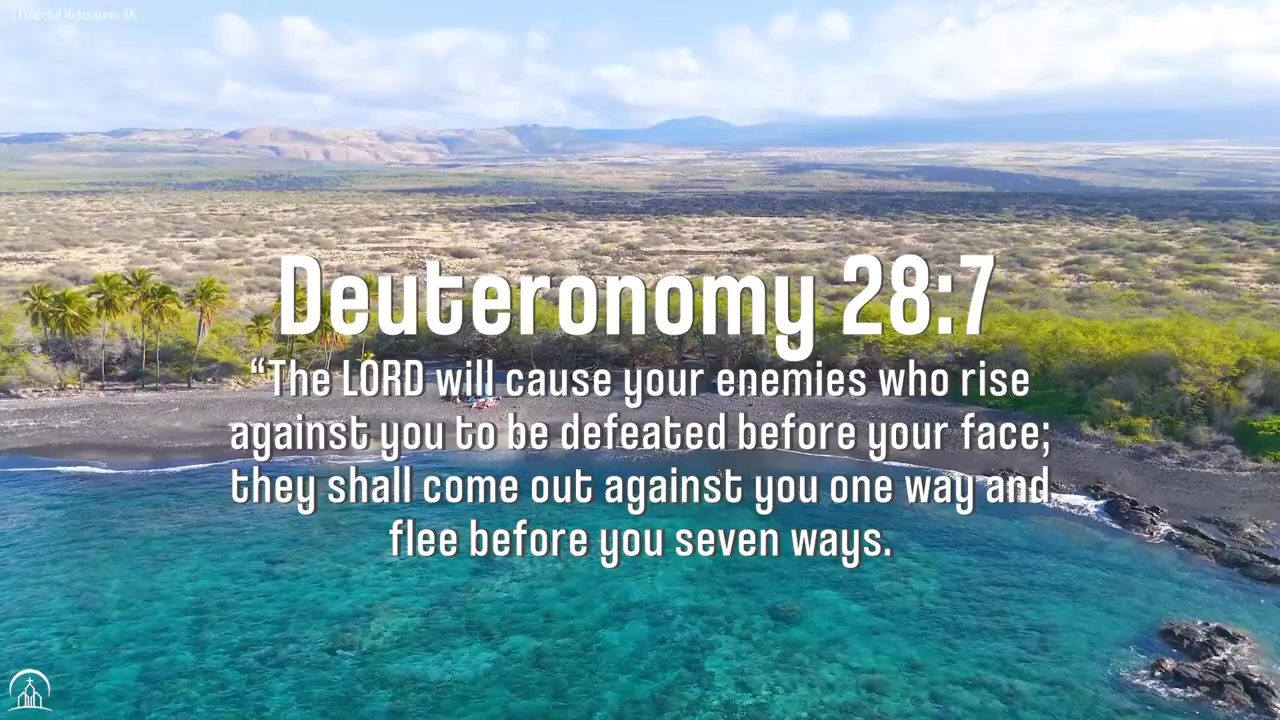 | Peaceful Relaxation 4K
Deuteronomy 28:7
“The LORD will cause your enemies who rise
against you to be defeated before your face;
they shall come out against you one way and
flee before you seven ways.